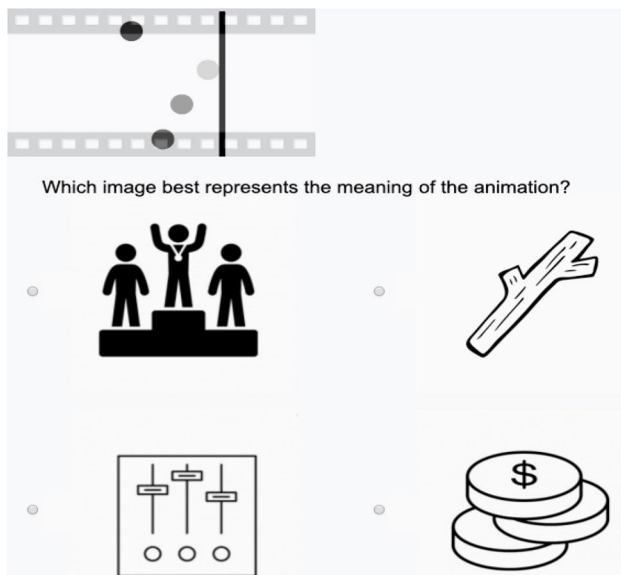 Which image best represents the meaning of the animation?
$